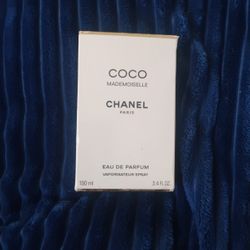 COCO
MADEMOISELLE
CHANEL
PARIS
EAU DE PARFUM
VAPORISATEUR SPRAY
100 ml 3.4 FL. OZ.